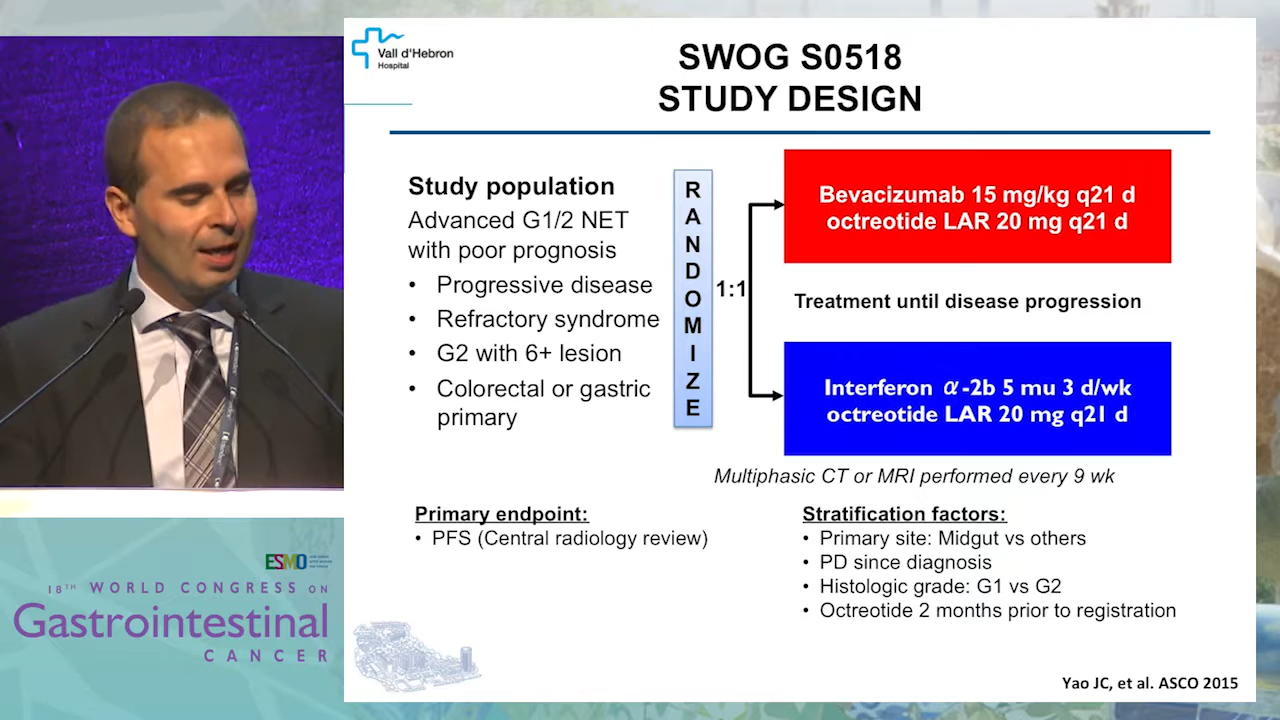 Vall d'Hebron
Hospital
SWOG S0518
STUDY DESIGN
Study population
Advanced G1/2 NET
with poor prognosis
• Progressive disease
• Refractory syndrome
• G2 with 6+ lesion
• Colorectal or gastric
primary
R
A
N
D
O
M
I
Z
E
1:1
Bevacizumab 15 mg/kg q21 d
octreotide LAR 20 mg q21 d
Treatment until disease progression
Interferon α-2b 5 mu 3 d/wk
octreotide LAR 20 mg q21 d
Multiphasic CT or MRI performed every 9 wk
Primary endpoint:
• PFS (Central radiology review)
Stratification factors:
• Primary site: Midgut vs others
• PD since diagnosis
• Histologic grade: G1 vs G2
• Octreotide 2 months prior to registration
Yao JC, et al. ASCO 2015
ESMO
18TH WORLD CONGRESS ON
Gastrointestinal
CANCER